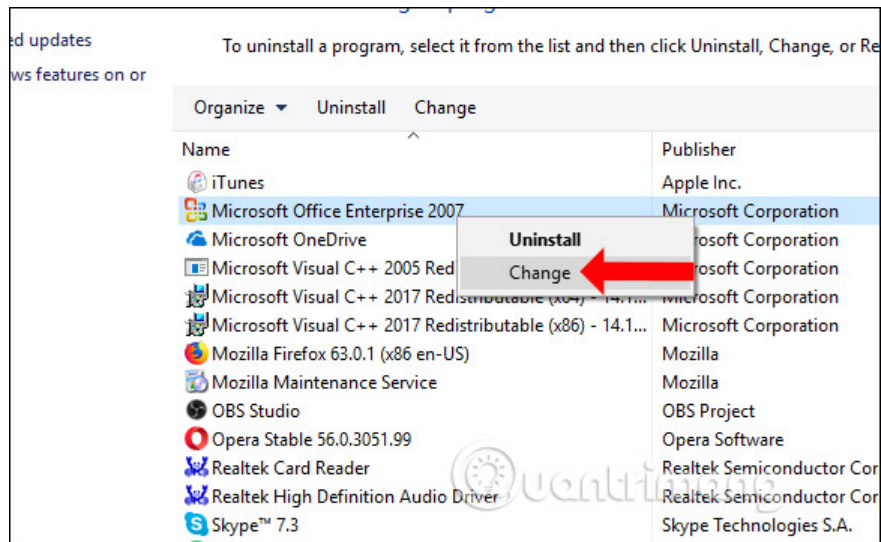 ed updates
To uninstall a program, select it from the list and then click Uninstall, Change, or Re
ws features on or
Organize Uninstall Change
Name Publisher
iTunes Apple Inc.
Microsoft Office Enterprise 2007 Microsoft Corporation
Microsoft OneDrive rosoft Corporation
Uninstall
Microsoft Visual C++ 2005 Red rosoft Corporation
Change
Microsoft Visual C++ 2017 Redistributable (x64) - 14.1... Microsoft Corporation
Microsoft Visual C++ 2017 Redistributable (x86) - 14.1... Microsoft Corporation
Mozilla Firefox 63.0.1 (x86 en-US) Mozilla
Mozilla Maintenance Service Mozilla
OBS Studio OBS Project
Opera Stable 56.0.3051.99 Opera Software
Realtek Card Reader Realtek Semiconductor Cor
Realtek High Definition Audio Driver Realtek Semiconductor Cor
Quantrimang
Skype™ 7.3 Skype Technologies S.A.